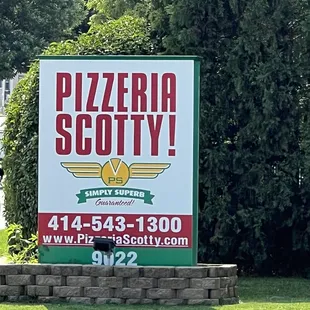 PIZZERIA
SCOTTY!
V
PS
SIMPLY SUPERB
Guaranteed!
414-543-1300
www.PizzeriaScotty.com
9022